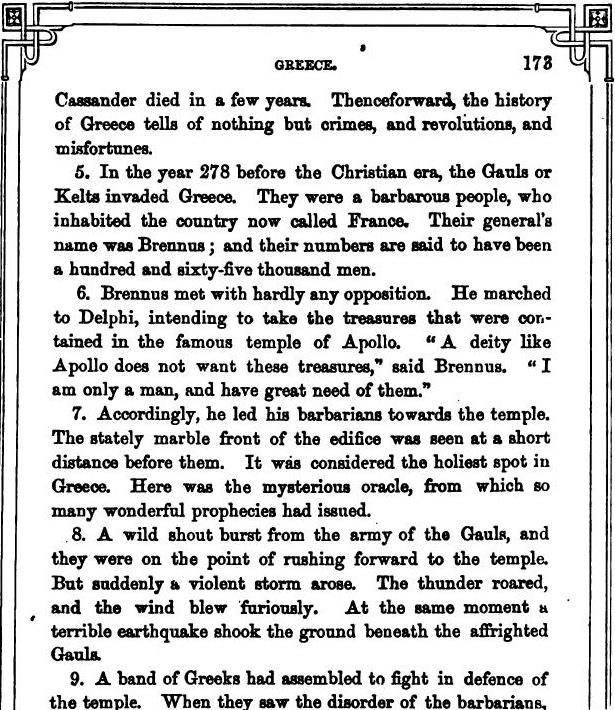 GREECE. 173
Cassander died in a few years. Thenceforward, the history
of Greece tells of nothing but crimes, and revolutions, and
misfortunes.
5. In the year 278 before the Christian era, the Gauls or
Kelts invaded Greece. They were a barbarous people, who
inhabited the country now called France. Their general's
name was Brennus; and their numbers are said to have been
a hundred and sixty-five thousand men.
6. Brennus met with hardly any opposition. He marched
to Delphi, intending to take the treasures that were con-
tained in the famous temple of Apollo. "A deity like
Apollo does not want these treasures," said Brennus. "I
am only a man, and have great need of them."
7. Accordingly, he led his barbarians towards the temple.
The stately marble front of the edifice was seen at a short
distance before them. It was considered the holiest spot in
Greece. Here was the mysterious oracle, from which so
many wonderful prophecies had issued.
8. A wild shout burst from the army of the Gauls, and
they were on the point of rushing forward to the temple.
But suddenly a violent storm arose. The thunder roared,
and the wind blew furiously. At the same moment a
terrible earthquake shook the ground beneath the affrighted
Gauls.
9. A band of Greeks had assembled to fight in defence of
the temple. When they saw the disorder of the barbarians,